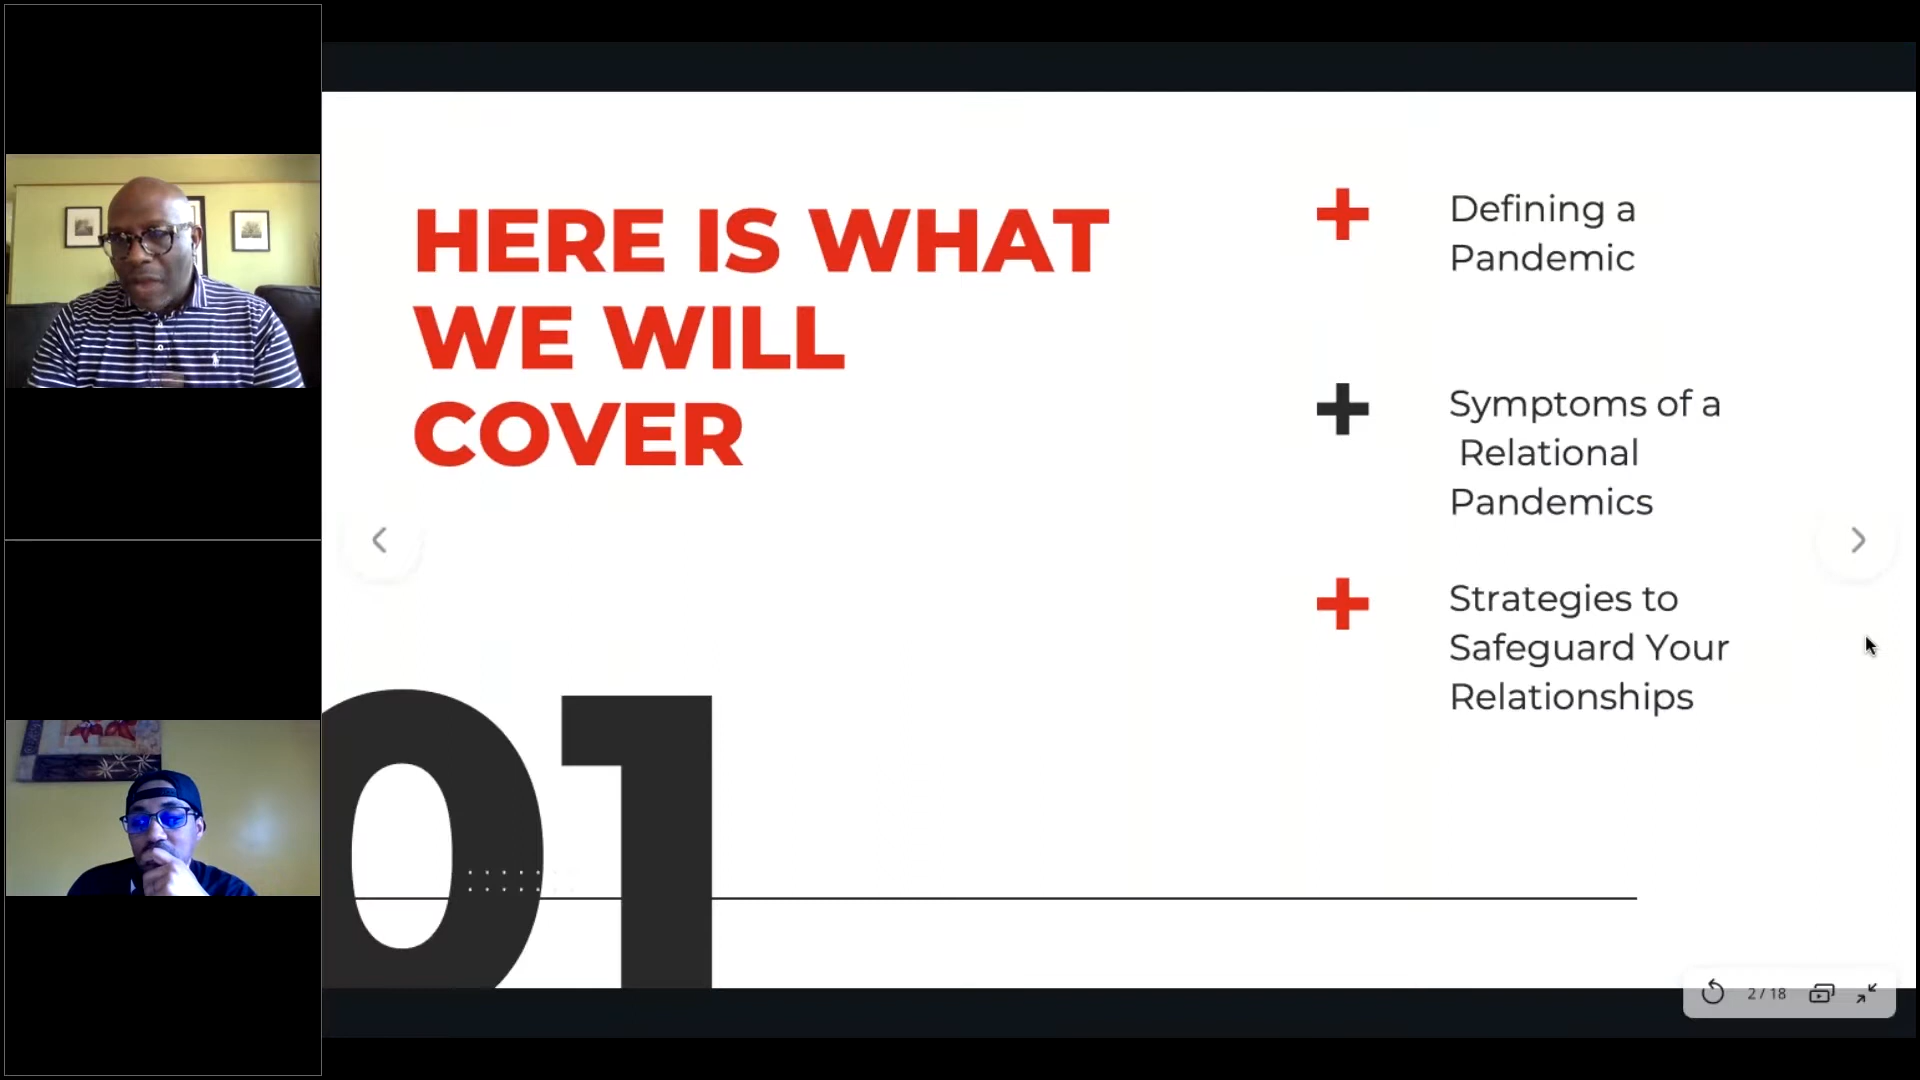 HERE IS WHAT
WE WILL
COVER
Defining a
Pandemic
Symptoms of a
Relational
Pandemics
Strategies to
Safeguard Your
Relationships
01
2 / 18